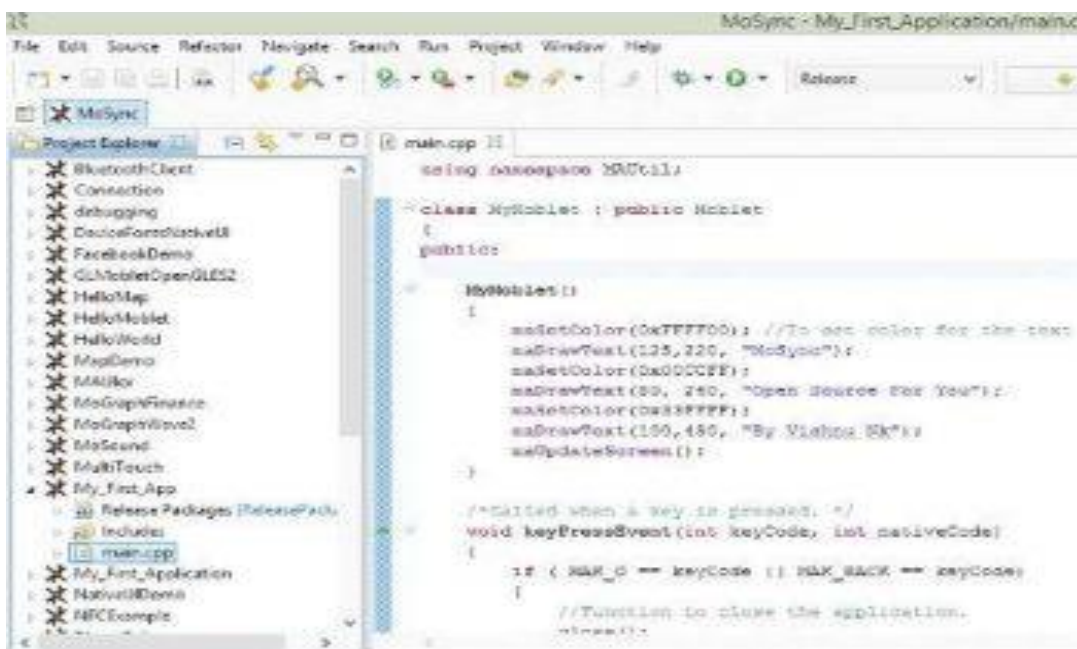 MoSync - My_First_Application/main.c
File Edit Source Refactor Navigate Search Run Project Window Help
Release
MoSync
Project Explorer
BluetoothClient
Connection
debugging
DeviceFormsNativeUI
FacebookDemo
GLMobletOpenGLES2
HelloMap
HelloMoblet
HelloWorld
MapDemo
MoGraphFinance
MoGraphWave2
MoSound
MultiTouch
My_First_App
Release Packages
Includes
main.cpp
My_First_Application
NativeUIDemo
NFCExample
main.cpp
using namespace MAUtil;
class MyMoblet : public Moblet
{
public:
MyMoblet()
{
maSetColor(0xFFFF00); //To set color for the text
maDrawText(125,220, "MoSync");
maSetColor(0x00CCFF);
maDrawText(80, 240, "Open Source For You");
maSetColor(0x33FFFF);
maDrawText(100,480, "By Vishnu Nk");
maUpdateScreen();
}
/*Called when a key is pressed. */
void keyPressEvent(int keyCode, int nativeCode)
{
if ( MAK_0 == keyCode || MAK_BACK == keyCode)
{
//Function to close the application.
close();